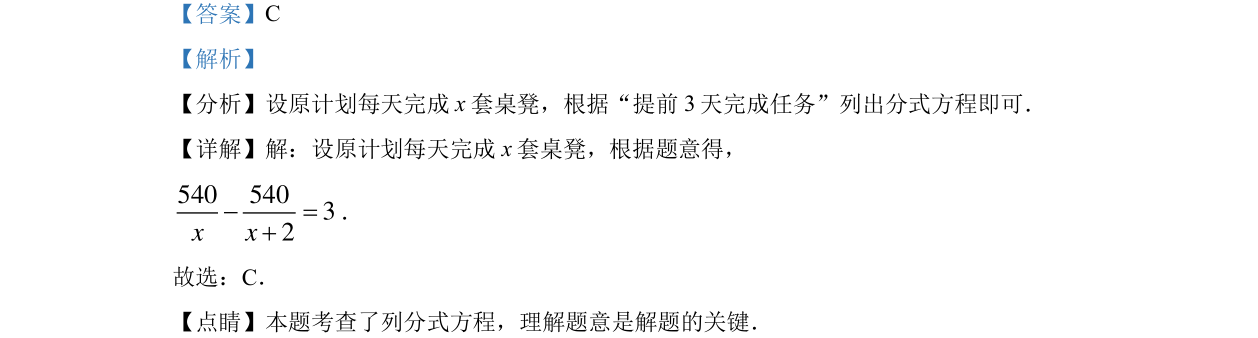 【答案】C
【解析】
【分析】设原计划每天完成 x 套桌凳，根据“提前 3 天完成任务”列出分式方程即可．
【详解】解：设原计划每天完成 x 套桌凳，根据题意得，
540/x − 540/(x+2) = 3．
故选：C．
【点睛】本题考查了列分式方程，理解题意是解题的关键．